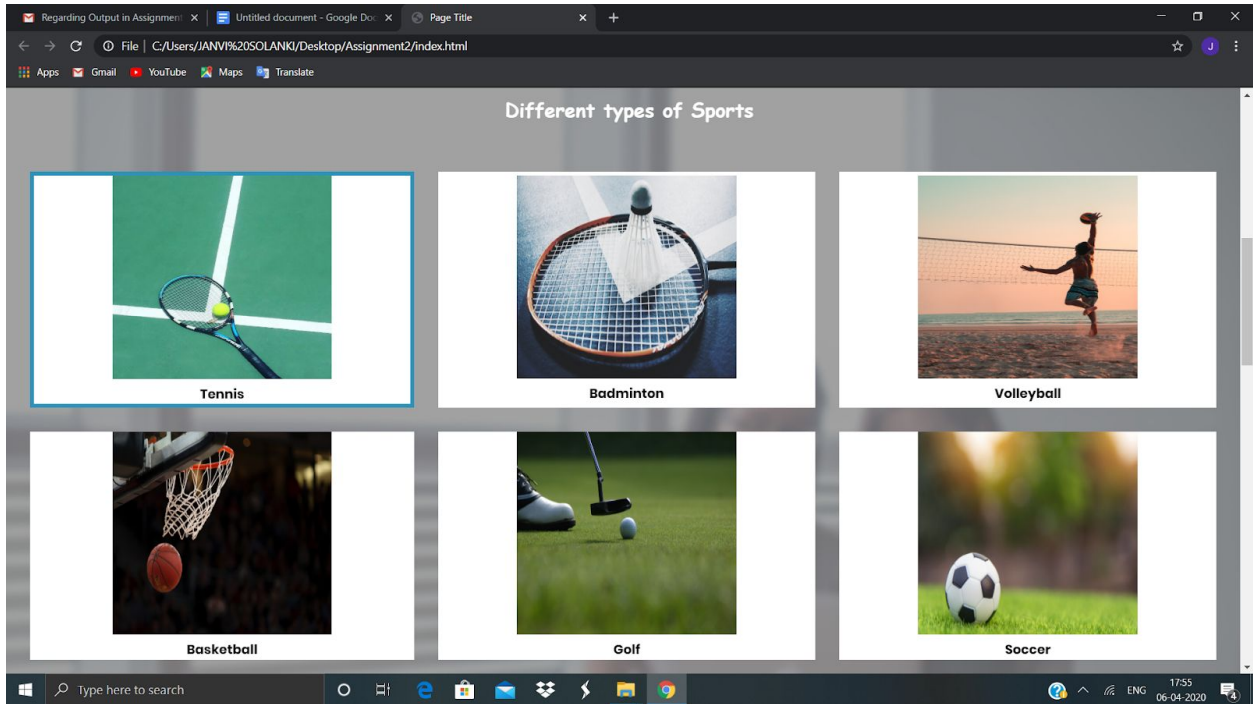 Regarding Output in Assignment
Untitled document - Google Doc
Page Title
File | C:/Users/JANVI%20SOLANKI/Desktop/Assignment2/index.html
J
Apps
Gmail
YouTube
Maps
Translate
Different types of Sports
Tennis
Badminton
Volleyball
Basketball
Golf
Soccer
Type here to search
ENG
17:55
06-04-2020
4